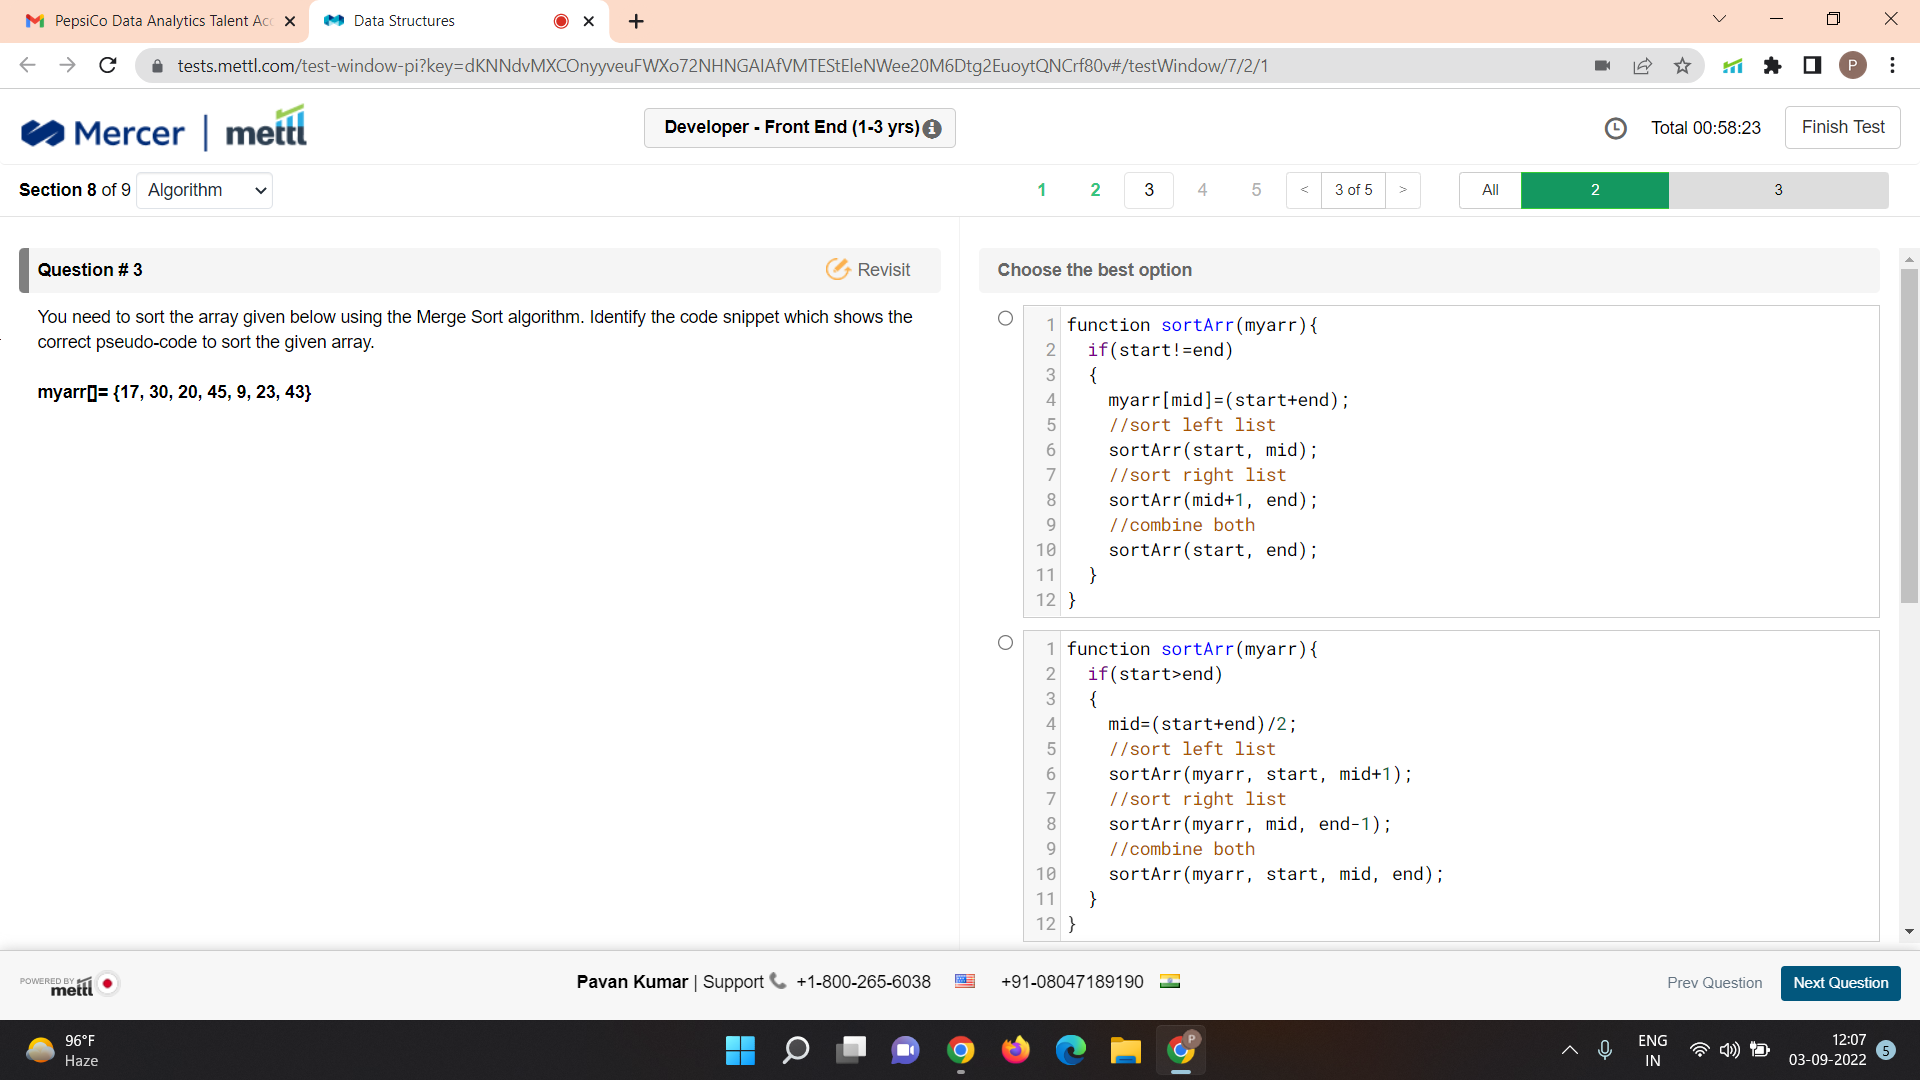 PepsiCo Data Analytics Talent Acc
Data Structures
tests.mettl.com/test-window-pi?key=dKNNdvMXCOnyyveuFWXo72NHNGAIAfVMTEStEleNWee20M6Dtg2EuoytQNCrf80v#/testWindow/7/2/1
P
Mercer | mettl
Developer - Front End (1-3 yrs)
Total 00:58:23
Finish Test
Section 8 of 9
Algorithm
1 2 3 4 5
< 3 of 5 >
All 2 3
Question # 3
Revisit
You need to sort the array given below using the Merge Sort algorithm. Identify the code snippet which shows the
correct pseudo-code to sort the given array.
myarr[]= {17, 30, 20, 45, 9, 23, 43}
Choose the best option
1 function sortArr(myarr){
2 if(start!=end)
3 {
4 myarr[mid]=(start+end);
5 //sort left list
6 sortArr(start, mid);
7 //sort right list
8 sortArr(mid+1, end);
9 //combine both
10 sortArr(start, end);
11 }
12 }
1 function sortArr(myarr){
2 if(start>end)
3 {
4 mid=(start+end)/2;
5 //sort left list
6 sortArr(myarr, start, mid+1);
7 //sort right list
8 sortArr(myarr, mid, end-1);
9 //combine both
10 sortArr(myarr, start, mid, end);
11 }
12 }
POWERED BY
mettl
Pavan Kumar | Support +1-800-265-6038 +91-08047189190
Prev Question
Next Question
96°F
Haze
P
ENG
IN
12:07
03-09-2022
5